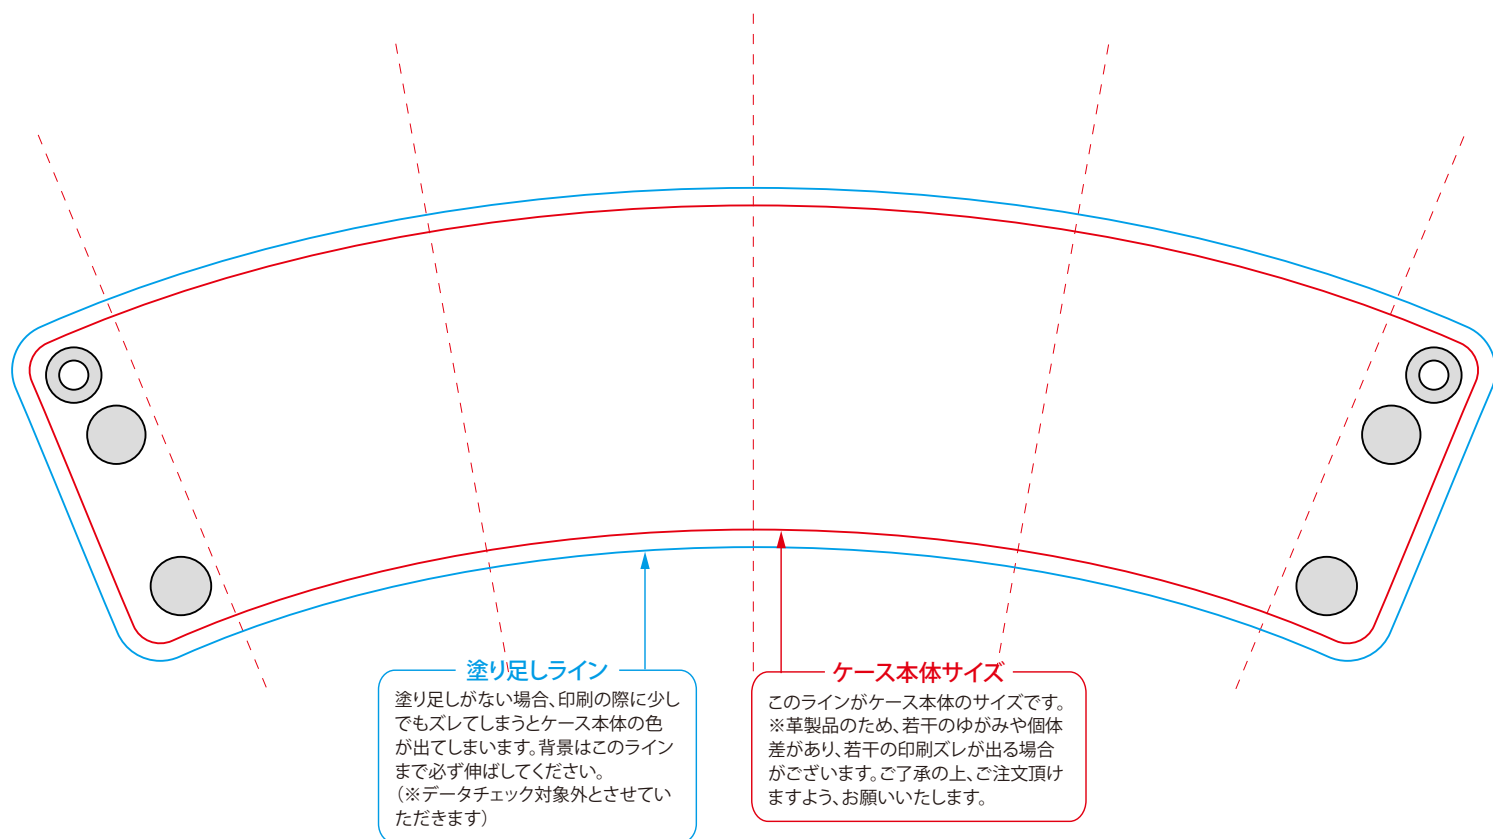 塗り足しライン
塗り足しがない場合、印刷の際に少し
でもズレてしまうとケース本体の色
が出てしまいます。背景はこのライン
まで必ず伸ばしてください。
（※データチェック対象外とさせてい
ただきます）
ケース本体サイズ
このラインがケース本体のサイズです。
※革製品のため、若干のゆがみや個体
差があり、若干の印刷ズレが出る場合
がございます。ご了承の上、ご注文頂け
ますよう、お願いいたします。